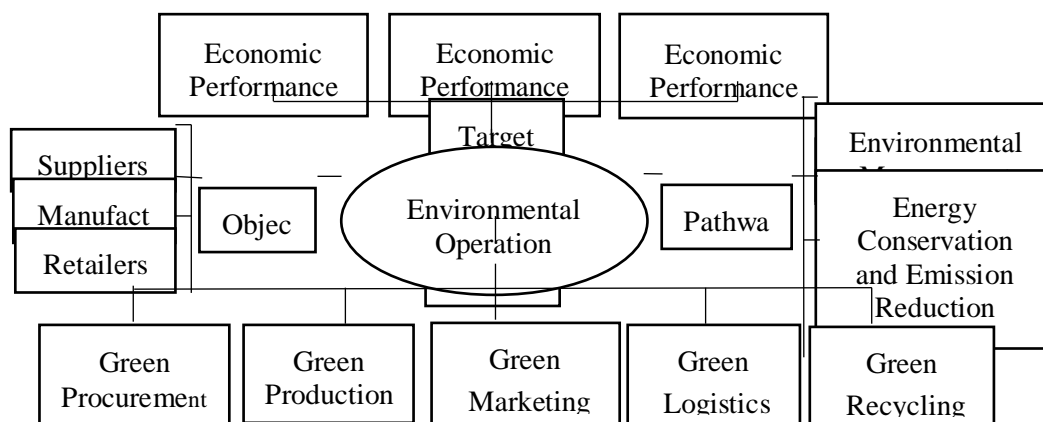 Economic
Performance
Economic
Performance
Economic
Performance
Target
Suppliers
Manufact
Retailers
Objec
Environmental
Operation
Pathwa
Environmental
Energy
Conservation
and Emission
Reduction
Green
Procurement
Green
Production
Green
Marketing
Green
Logistics
Green
Recycling